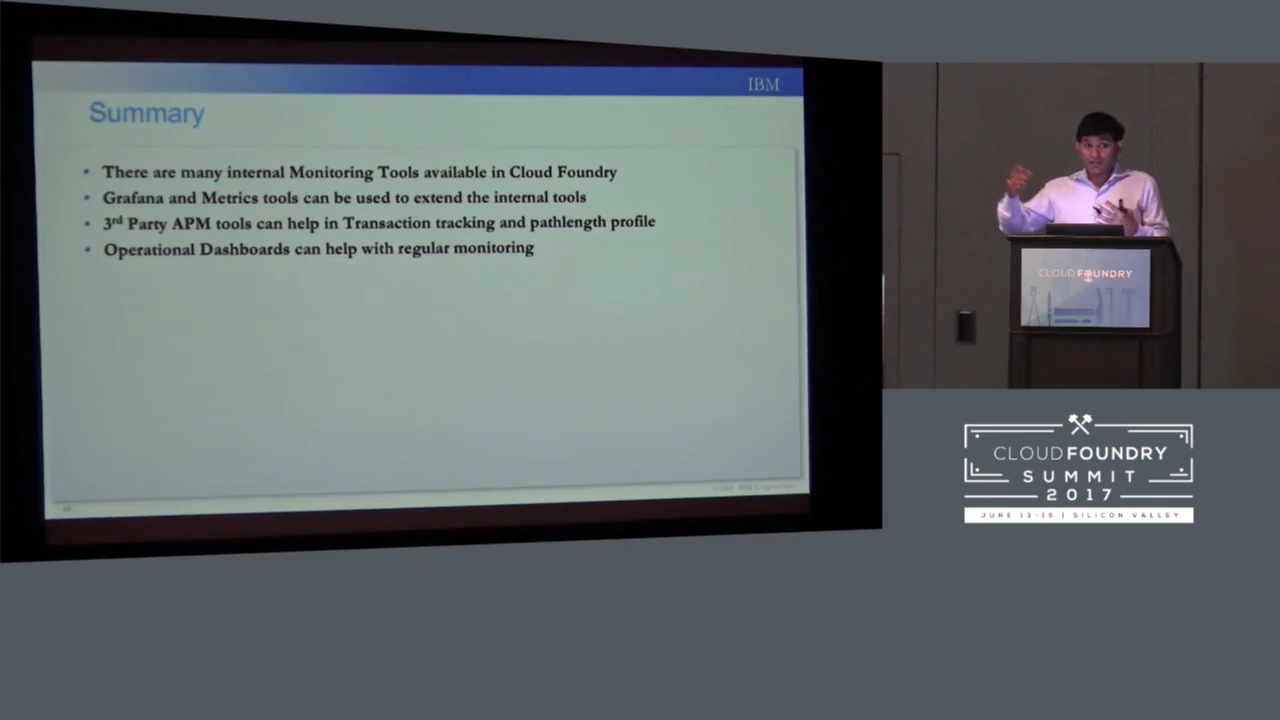 IBM
Summary
• There are many internal Monitoring Tools available in Cloud Foundry
• Grafana and Metrics tools can be used to extend the internal tools
• 3rd Party APM tools can help in Transaction tracking and pathlength profile
• Operational Dashboards can help with regular monitoring
CLOUD FOUNDRY
CLOUD FOUNDRY
SUMMIT
2017
JUNE 13-15 | SILICON VALLEY